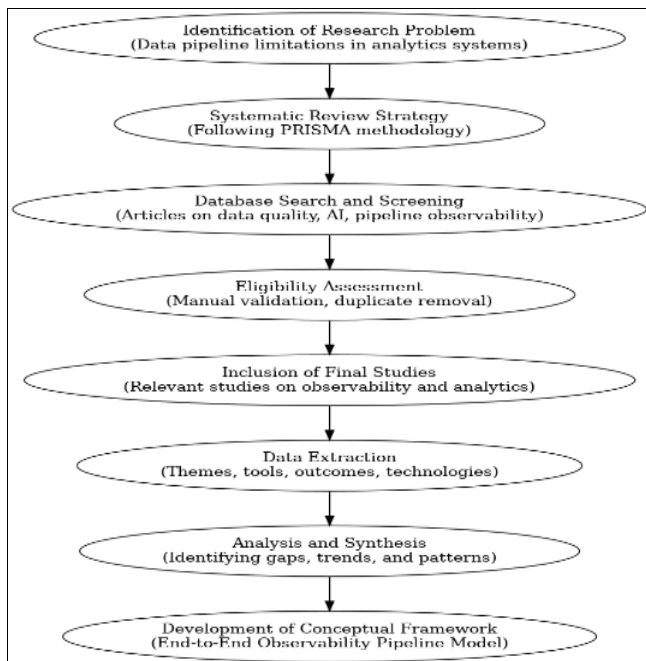 Identification of Research Problem
(Data pipeline limitations in analytics systems)
Systematic Review Strategy
(Following PRISMA methodology)
Database Search and Screening
(Articles on data quality, AI, pipeline observability)
Eligibility Assessment
(Manual validation, duplicate removal)
Inclusion of Final Studies
(Relevant studies on observability and analytics)
Data Extraction
(Themes, tools, outcomes, technologies)
Analysis and Synthesis
(Identifying gaps, trends, and patterns)
Development of Conceptual Framework
(End-to-End Observability Pipeline Model)